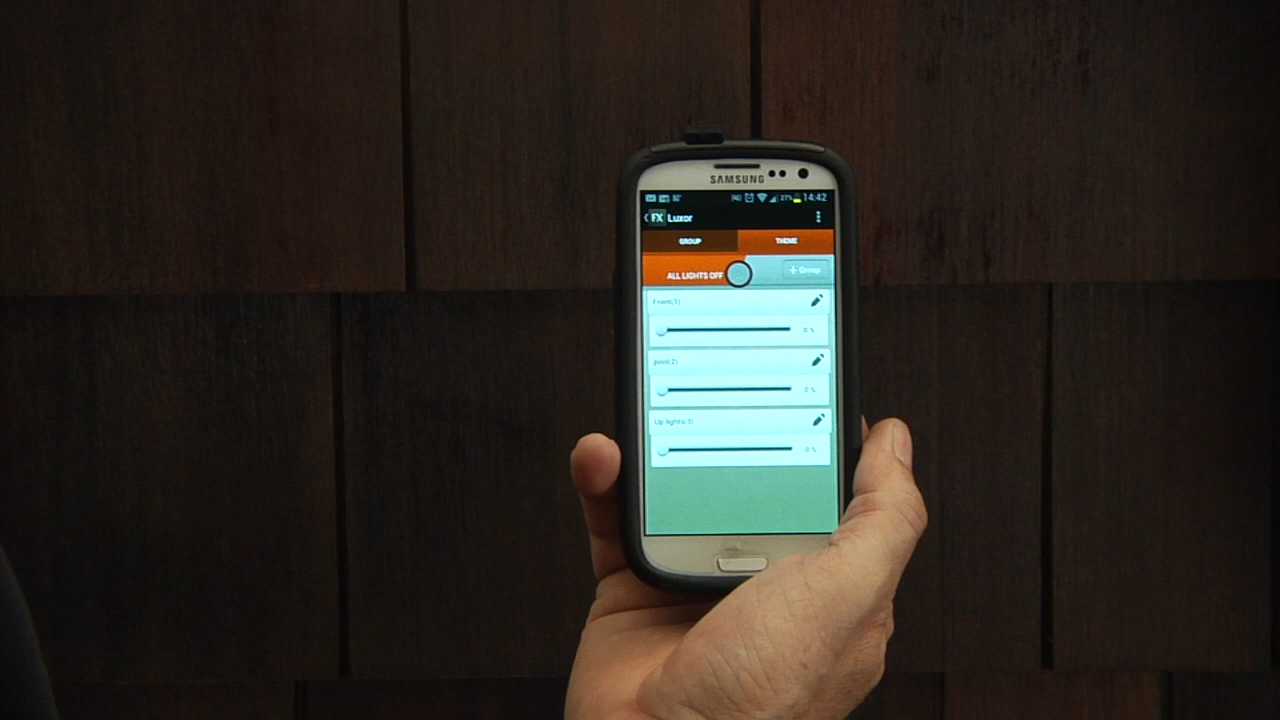 SAMSUNG
27% 14:42
FX Luxor
GROUP THEME
ALL LIGHTS OFF + Group
Front(1)
0 %
pool(2)
0 %
Up lights(3)
0 %